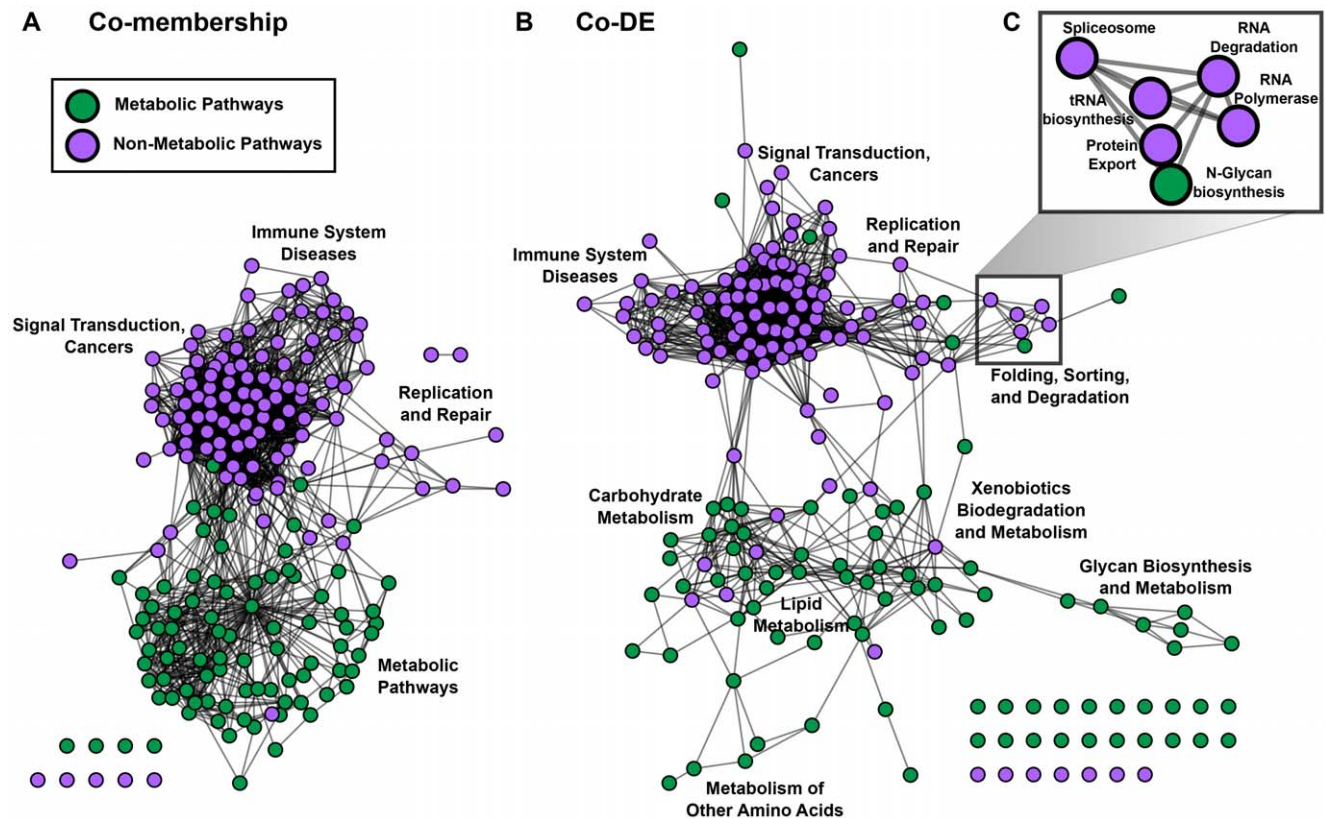 A Co-membership
Metabolic Pathways
Non-Metabolic Pathways
Immune System
Diseases
Signal Transduction,
Cancers
Replication
and Repair
Metabolic
Pathways
B Co-DE
Signal Transduction,
Cancers
Immune System
Diseases
Replication
and Repair
Folding, Sorting,
and Degradation
Carbohydrate
Metabolism
Xenobiotics
Biodegradation
and Metabolism
Glycan Biosynthesis
and Metabolism
Lipid
Metabolism
Metabolism of
Other Amino Acids
C
Spliceosome
RNA
Degradation
RNA
Polymerase
tRNA
biosynthesis
Protein
Export
N-Glycan
biosynthesis